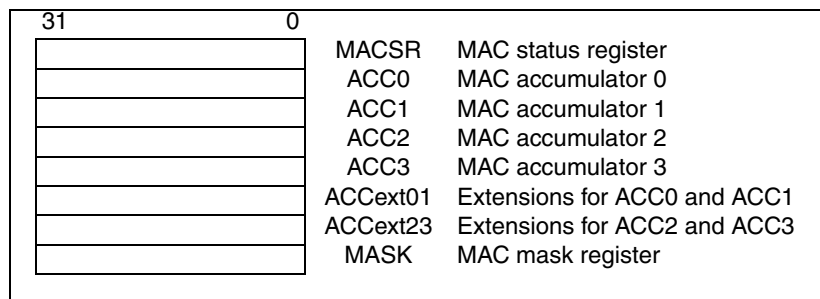 31 0
MACSR MAC status register
ACC0 MAC accumulator 0
ACC1 MAC accumulator 1
ACC2 MAC accumulator 2
ACC3 MAC accumulator 3
ACCext01 Extensions for ACC0 and ACC1
ACCext23 Extensions for ACC2 and ACC3
MASK MAC mask register